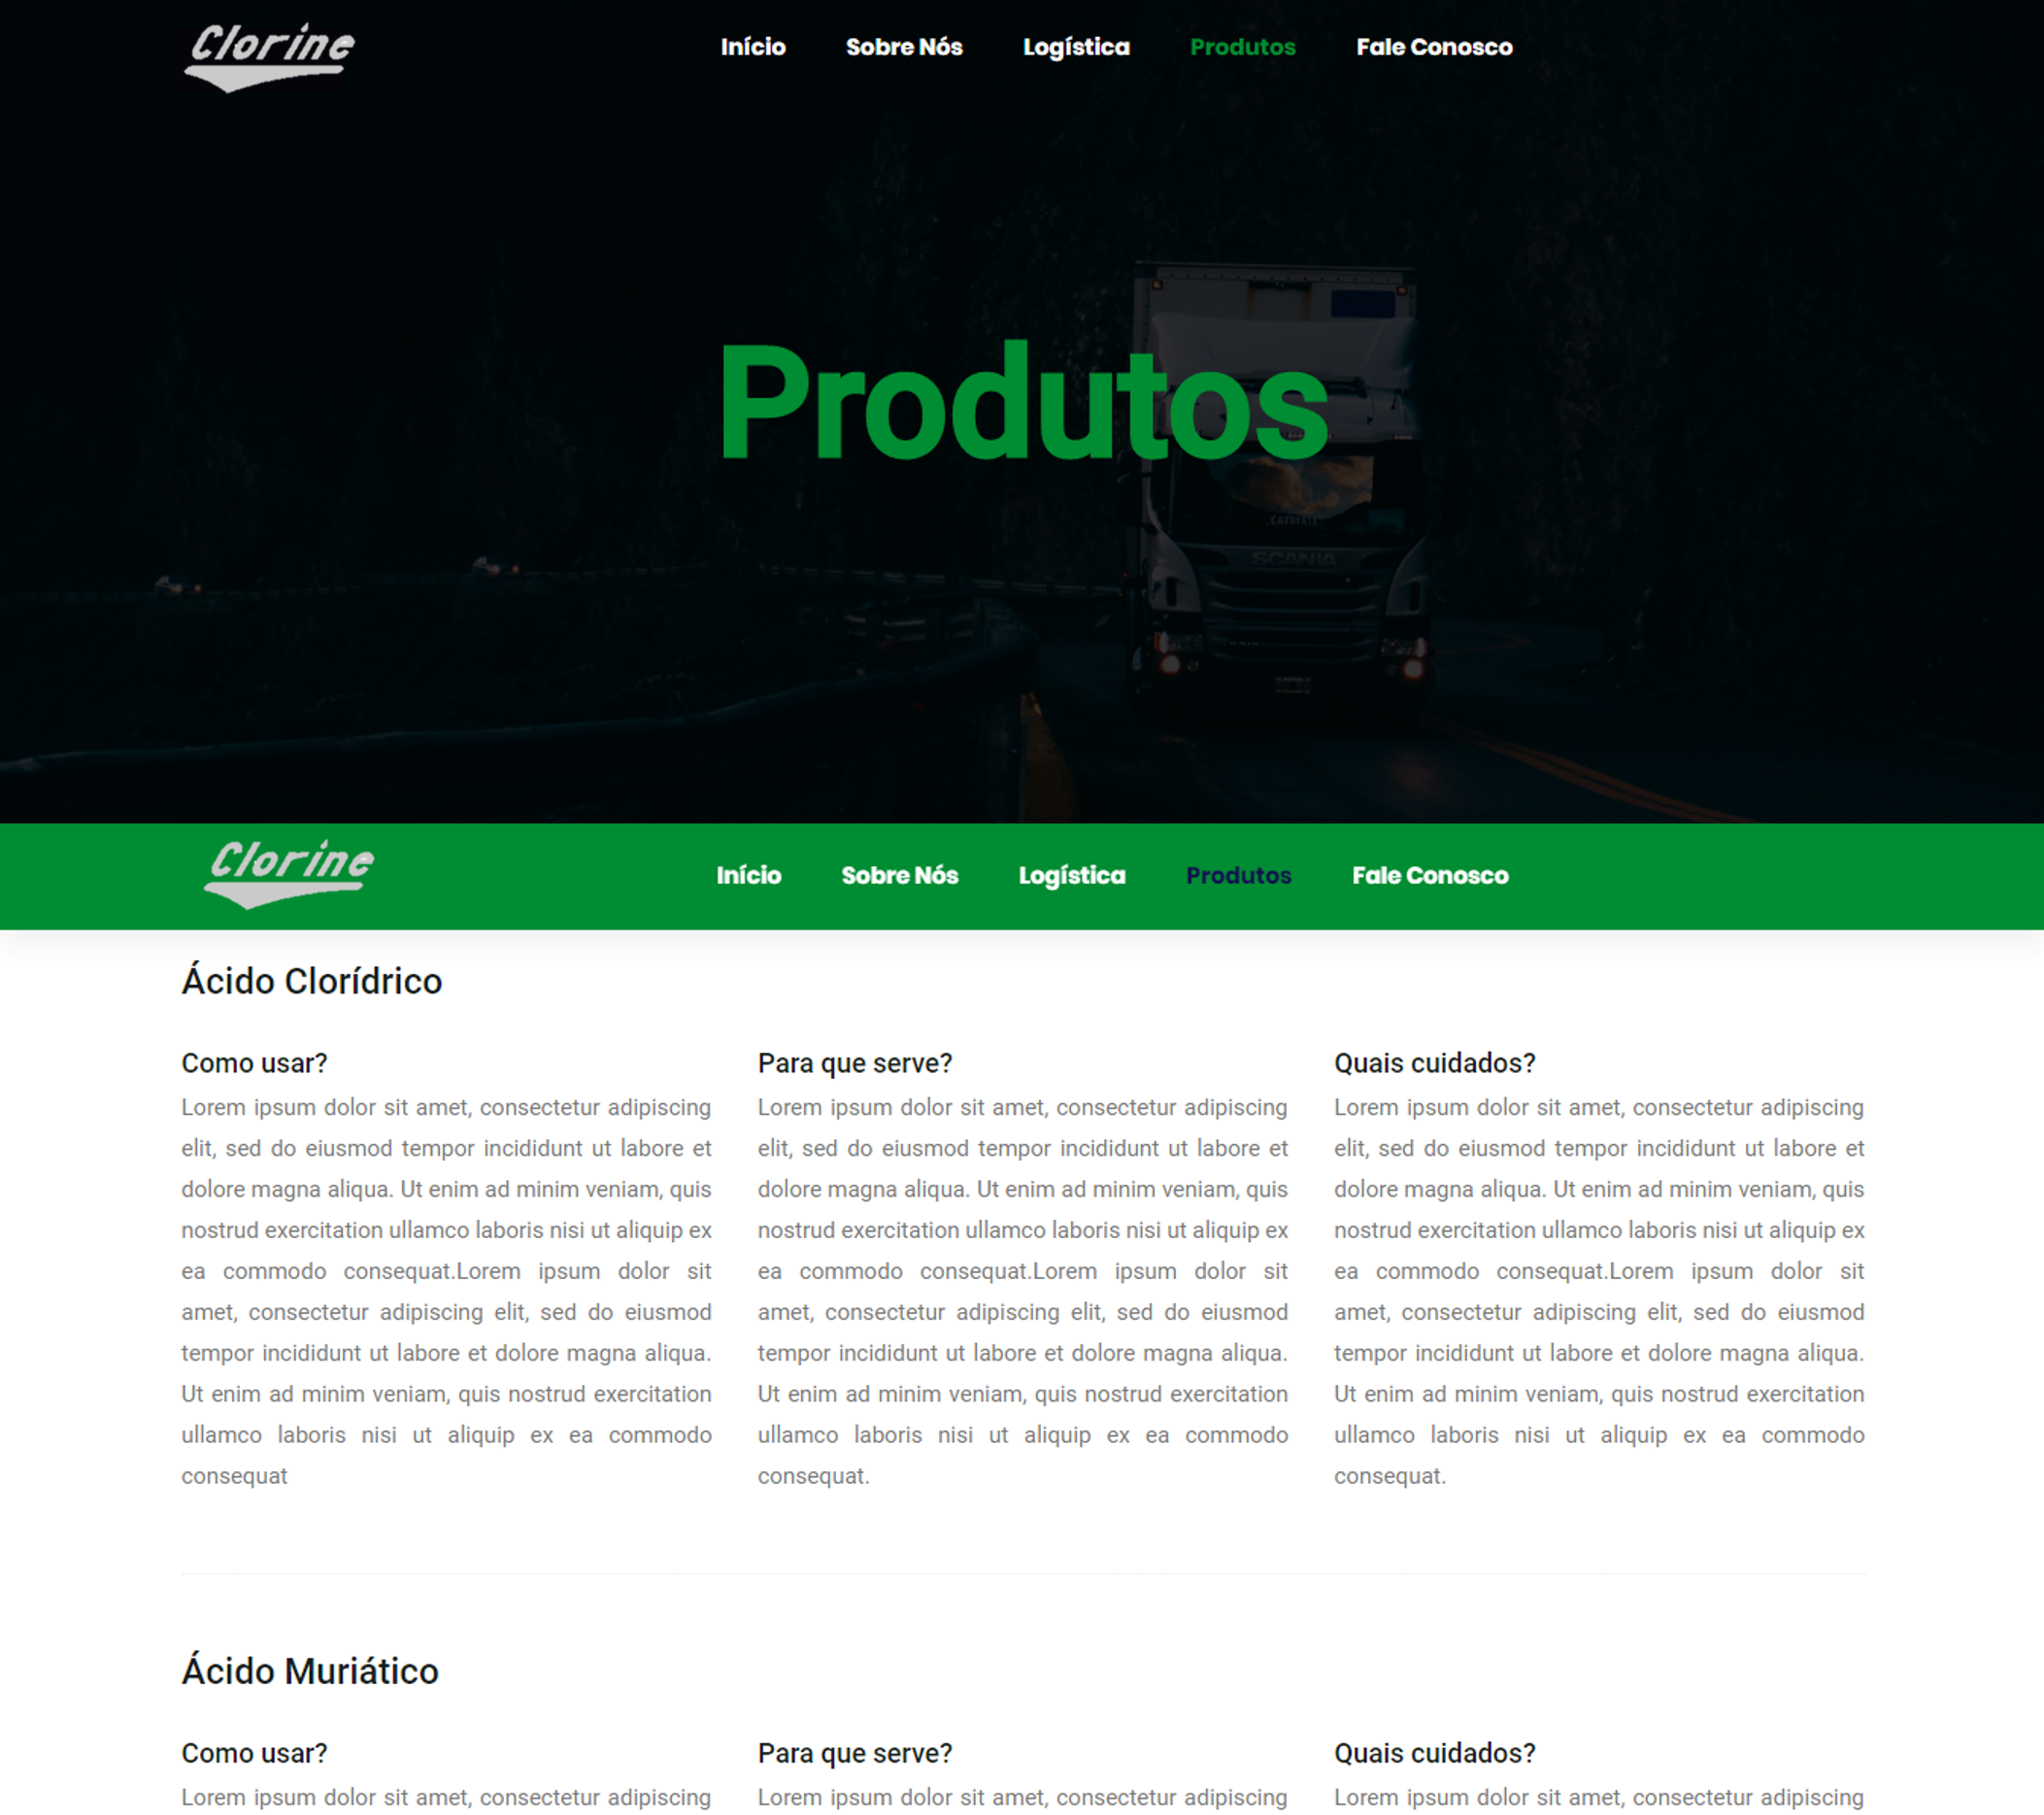 Clorine
Início Sobre Nós Logística Produtos Fale Conosco
Produtos
SCANIA
Clorine
Início Sobre Nós Logística Produtos Fale Conosco
Ácido Clorídrico
Como usar?
Lorem ipsum dolor sit amet, consectetur adipiscing
elit, sed do eiusmod tempor incididunt ut labore et
dolore magna aliqua. Ut enim ad minim veniam, quis
nostrud exercitation ullamco laboris nisi ut aliquip ex
ea commodo consequat.Lorem ipsum dolor sit
amet, consectetur adipiscing elit, sed do eiusmod
tempor incididunt ut labore et dolore magna aliqua.
Ut enim ad minim veniam, quis nostrud exercitation
ullamco laboris nisi ut aliquip ex ea commodo
consequat
Para que serve?
Lorem ipsum dolor sit amet, consectetur adipiscing
elit, sed do eiusmod tempor incididunt ut labore et
dolore magna aliqua. Ut enim ad minim veniam, quis
nostrud exercitation ullamco laboris nisi ut aliquip ex
ea commodo consequat.Lorem ipsum dolor sit
amet, consectetur adipiscing elit, sed do eiusmod
tempor incididunt ut labore et dolore magna aliqua.
Ut enim ad minim veniam, quis nostrud exercitation
ullamco laboris nisi ut aliquip ex ea commodo
consequat.
Quais cuidados?
Lorem ipsum dolor sit amet, consectetur adipiscing
elit, sed do eiusmod tempor incididunt ut labore et
dolore magna aliqua. Ut enim ad minim veniam, quis
nostrud exercitation ullamco laboris nisi ut aliquip ex
ea commodo consequat.Lorem ipsum dolor sit
amet, consectetur adipiscing elit, sed do eiusmod
tempor incididunt ut labore et dolore magna aliqua.
Ut enim ad minim veniam, quis nostrud exercitation
ullamco laboris nisi ut aliquip ex ea commodo
consequat.
Ácido Muriático
Como usar?
Lorem ipsum dolor sit amet, consectetur adipiscing
Para que serve?
Lorem ipsum dolor sit amet, consectetur adipiscing
Quais cuidados?
Lorem ipsum dolor sit amet, consectetur adipiscing